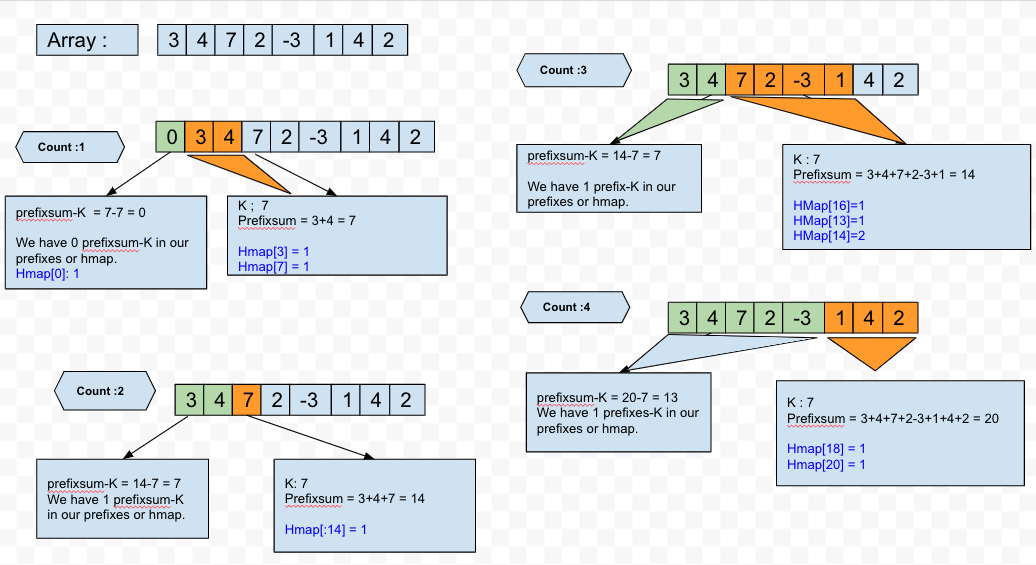 Array :
3 4 7 2 -3 1 4 2
Count :1
0 3 4 7 2 -3 1 4 2
prefixsum-K = 7-7 = 0
We have 0 prefixsum-K in our
prefixes or hmap.
Hmap[0]: 1
K ; 7
Prefixsum = 3+4 = 7
Hmap[3] = 1
Hmap[7] = 1
Count :2
3 4 7 2 -3 1 4 2
prefixsum-K = 14-7 = 7
We have 1 prefixsum-K
in our prefixes or hmap.
K: 7
Prefixsum = 3+4+7 = 14
Hmap[:14] = 1
Count :3
3 4 7 2 -3 1 4 2
prefixsum-K = 14-7 = 7
We have 1 prefix-K in our
prefixes or hmap.
K : 7
Prefixsum = 3+4+7+2-3+1 = 14
HMap[16]=1
HMap[13]=1
HMap[14]=2
Count :4
3 4 7 2 -3 1 4 2
prefixsum-K = 20-7 = 13
We have 1 prefixes-K in our
prefixes or hmap.
K : 7
Prefixsum = 3+4+7+2-3+1+4+2 = 20
Hmap[18] = 1
Hmap[20] = 1